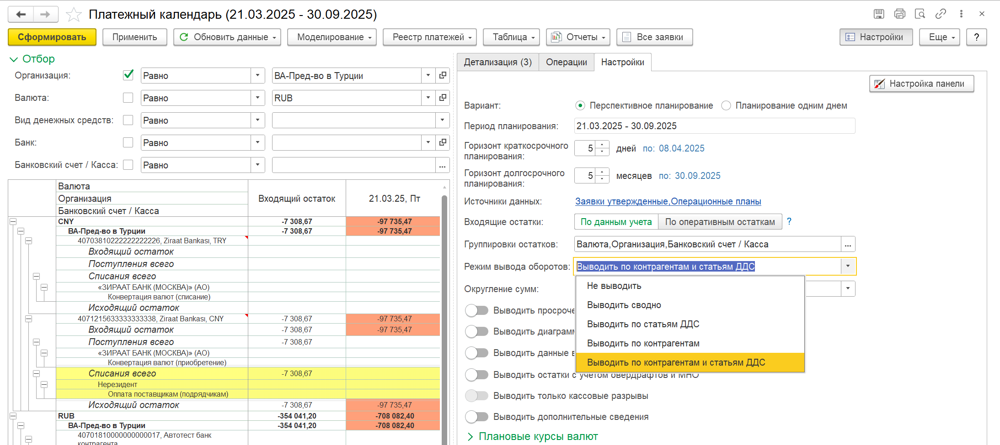 Платежный календарь (21.03.2025 - 30.09.2025)
Сформировать
Применить
Обновить данные
Моделирование
Реестр платежей
Таблица
Отчеты
Все заявки
Настройки
Еще
?
Отбор
Организация: Равно ВА-Пред-во в Турции
Валюта: Равно RUB
Вид денежных средств: Равно
Банк: Равно
Банковский счет / Касса: Равно ...
Валюта
Организация
Банковский счет / Касса
Входящий остаток
21.03.25, Пт
CNY -7 308,67 -97 735,47
ВА-Пред-во в Турции -7 308,67 -97 735,47
40703810222222222226, Ziraat Bankası, TRY
Входящий остаток
Поступления всего
Списания всего
«ЗИРААТ БАНК (МОСКВА)» (АО)
Конвертация валют (списание)
Исходящий остаток
4071215633333333338, Ziraat Bankası, CNY -7 308,67 -97 735,47
Входящий остаток -7 308,67 -97 735,47
Поступления всего -7 308,67
«ЗИРААТ БАНК (МОСКВА)» (АО)
Конвертация валют (приобретение)
Списания всего -7 308,67
Нерезидент
Оплата поставщикам (подрядчикам)
Исходящий остаток -7 308,67 -97 735,47
RUB -354 041,20 -708 082,40
ВА-Пред-во в Турции -354 041,20 -708 082,40
40701810000000000017, Автотест банк
контрагента
Детализация (3)
Операции
Настройки
Настройка панели
Вариант: Перспективное планирование Планирование одним днем
Период планирования: 21.03.2025 - 30.09.2025
Горизонт краткосрочного
планирования: 5 дней по: 08.04.2025
Горизонт долгосрочного
планирования: 5 месяцев по: 30.09.2025
Источники данных: Заявки утвержденные,Операционные планы
Входящие остатки: По данным учета По оперативным остаткам ?
Группировки остатков: Валюта,Организация,Банковский счет / Касса ...
Режим вывода оборотов: Выводить по контрагентам и статьям ДДС
Не выводить
Выводить сводно
Выводить по статьям ДДС
Выводить по контрагентам
Выводить по контрагентам и статьям ДДС
Округление сумм:
Выводить просроче
Выводить диаграмм
Выводить данные в
Выводить остатки с учетом овердрафтов и МНО
Выводить только кассовые разрывы
Выводить дополнительные сведения
Плановые курсы валют